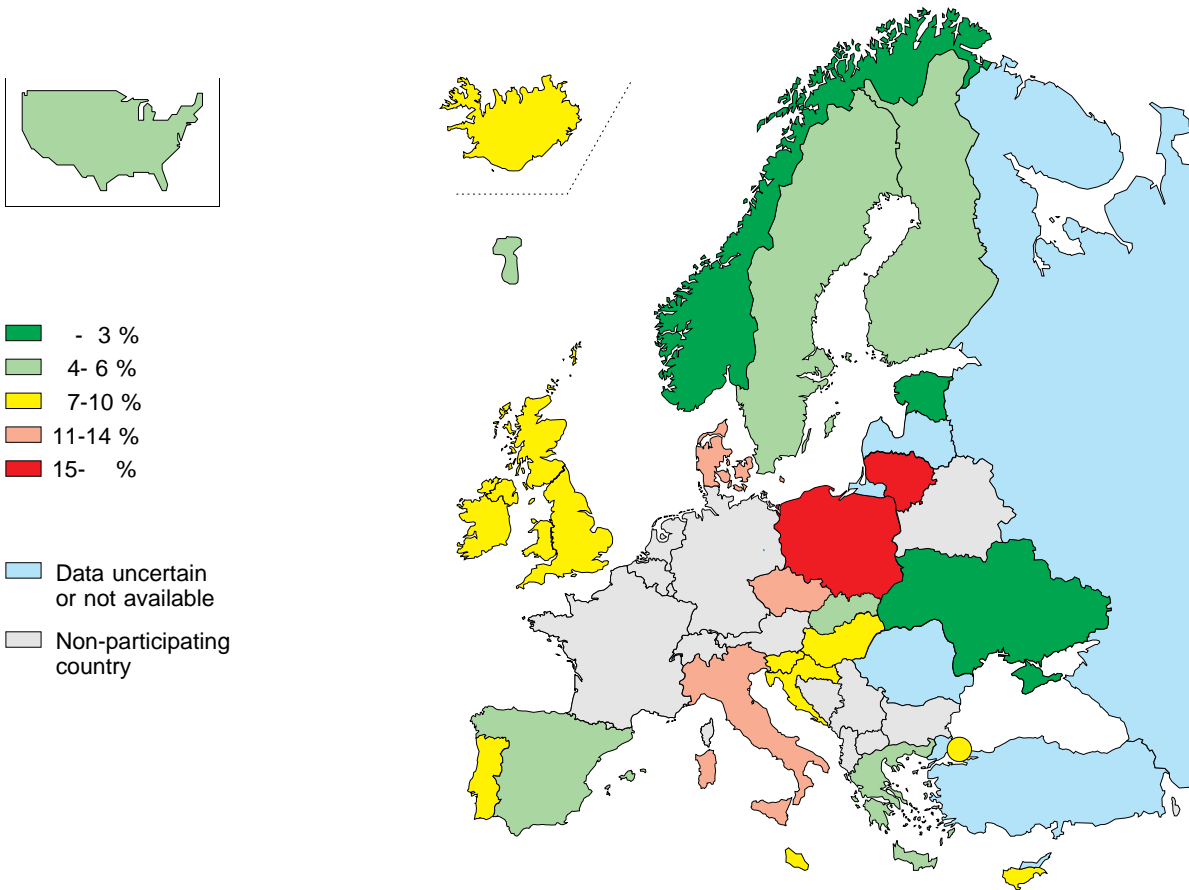 - 3 %
4- 6 %
7-10 %
11-14 %
15- %
Data uncertain
or not available
Non-participating
country